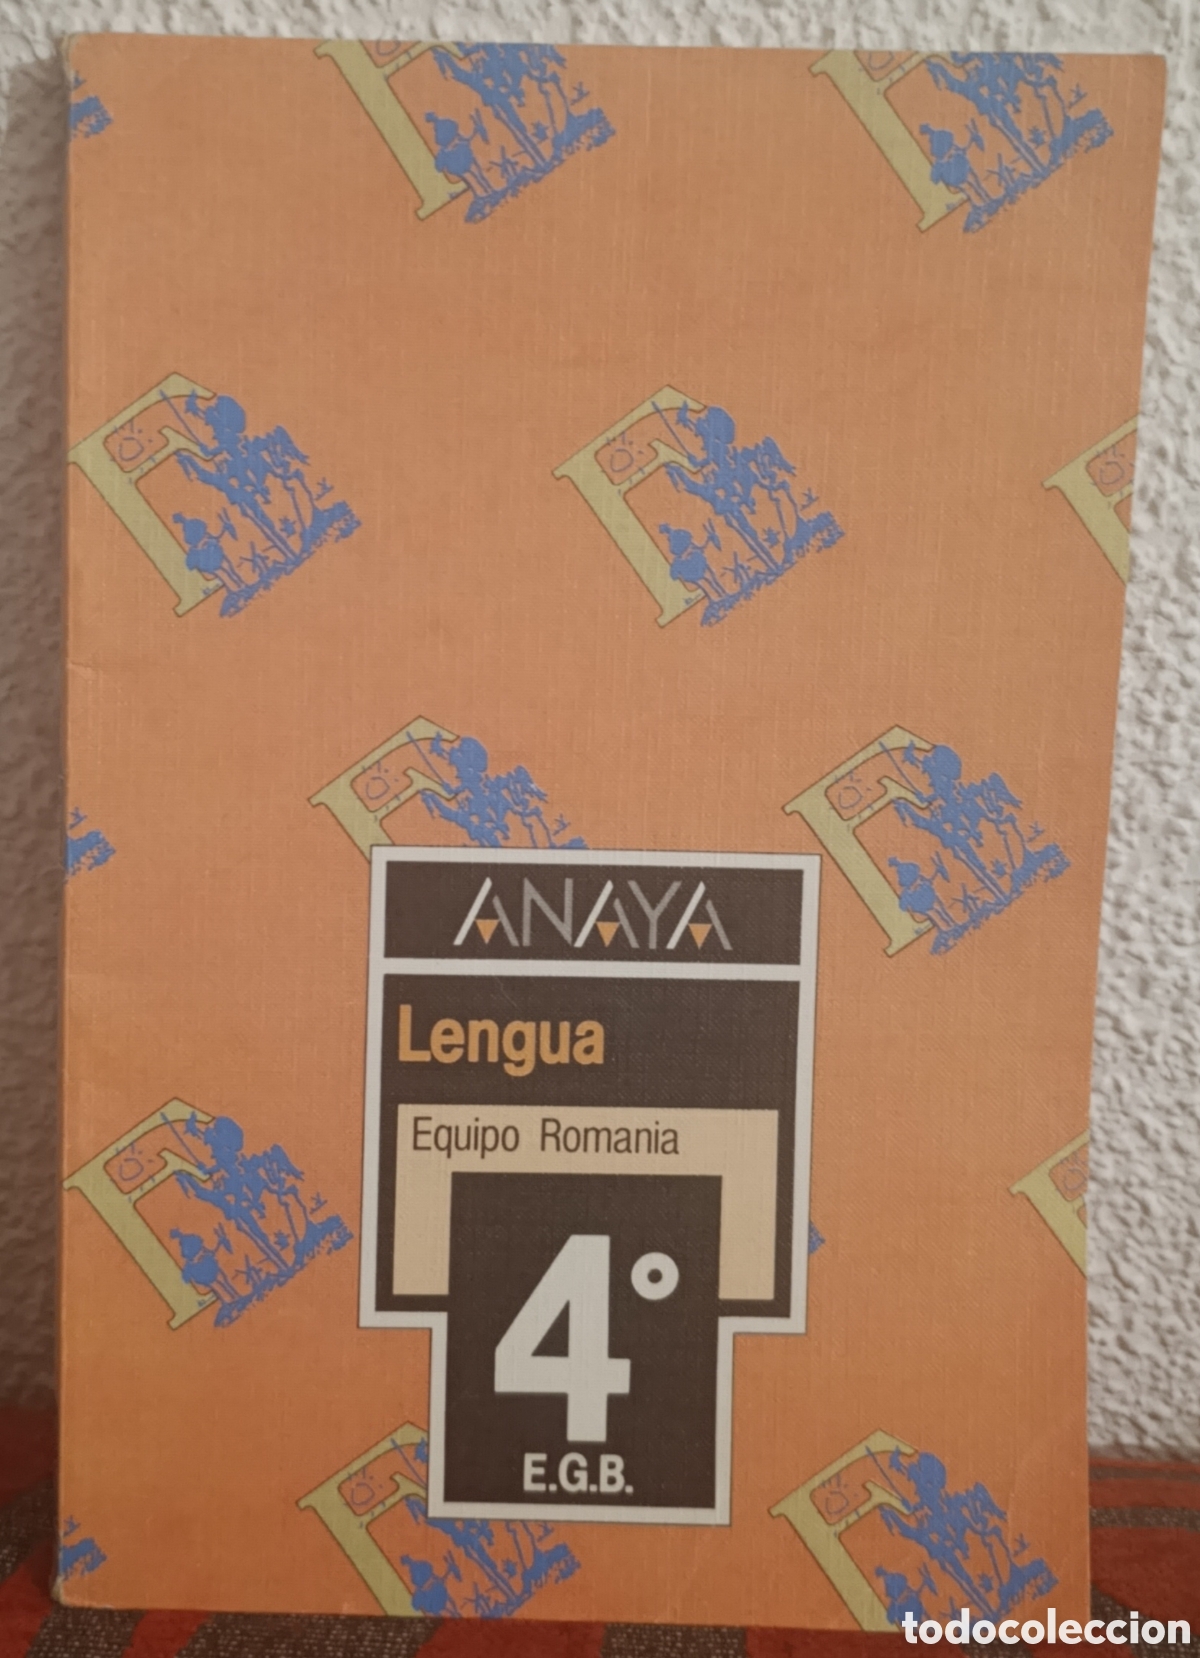 ANAYA
Lengua
Equipo Romania
4°
E.G.B.
todocoleccion